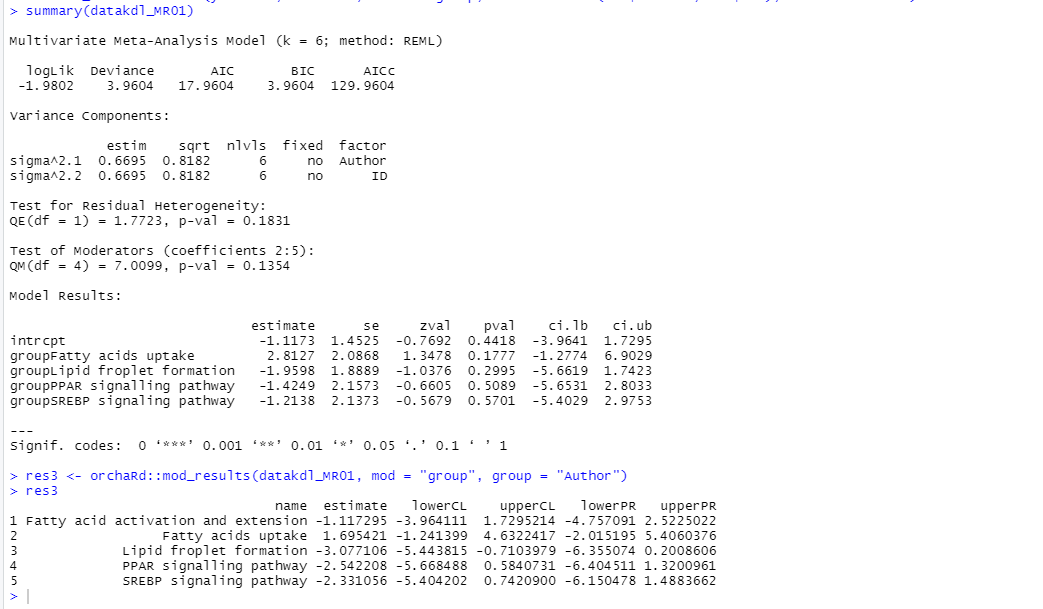 > summary(datakdl_MR01)
Multivariate Meta-Analysis Model (k = 6; method: REML)
logLik Deviance AIC BIC AICc
-1.9802 3.9604 17.9604 3.9604 129.9604
Variance Components:
estim sqrt nlvls fixed factor
sigma^2.1 0.6695 0.8182 6 no Author
sigma^2.2 0.6695 0.8182 6 no ID
Test for Residual Heterogeneity:
QE(df = 1) = 1.7723, p-val = 0.1831
Test of Moderators (coefficients 2:5):
QM(df = 4) = 7.0099, p-val = 0.1354
Model Results:
estimate se zval pval ci.lb ci.ub
intrcpt -1.1173 1.4525 -0.7692 0.4418 -3.9641 1.7295
groupFatty acids uptake 2.8127 2.0868 1.3478 0.1777 -1.2774 6.9029
groupLipid froplet formation -1.9598 1.8889 -1.0376 0.2995 -5.6619 1.7423
groupPPAR signalling pathway -1.4249 2.1573 -0.6605 0.5089 -5.6531 2.8033
groupSREBP signaling pathway -1.2138 2.1373 -0.5679 0.5701 -5.4029 2.9753
---
Signif. codes: 0 ‘***’ 0.001 ‘**’ 0.01 ‘*’ 0.05 ‘.’ 0.1 ‘ ’ 1
> res3 <- orchaRd::mod_results(datakdl_MR01, mod = "group", group = "Author")
> res3
name estimate lowerCL upperCL lowerPR upperPR
1 Fatty acid activation and extension -1.117295 -3.964111 1.7295214 -4.757091 2.5225022
2 Fatty acids uptake 1.695421 -1.241399 4.6322417 -2.015195 5.4060376
3 Lipid froplet formation -3.077106 -5.443815 -0.7103979 -6.355074 0.2008606
4 PPAR signalling pathway -2.542208 -5.668488 0.5840731 -6.404511 1.3200961
5 SREBP signaling pathway -2.331056 -5.404202 0.7420900 -6.150478 1.4883662
>